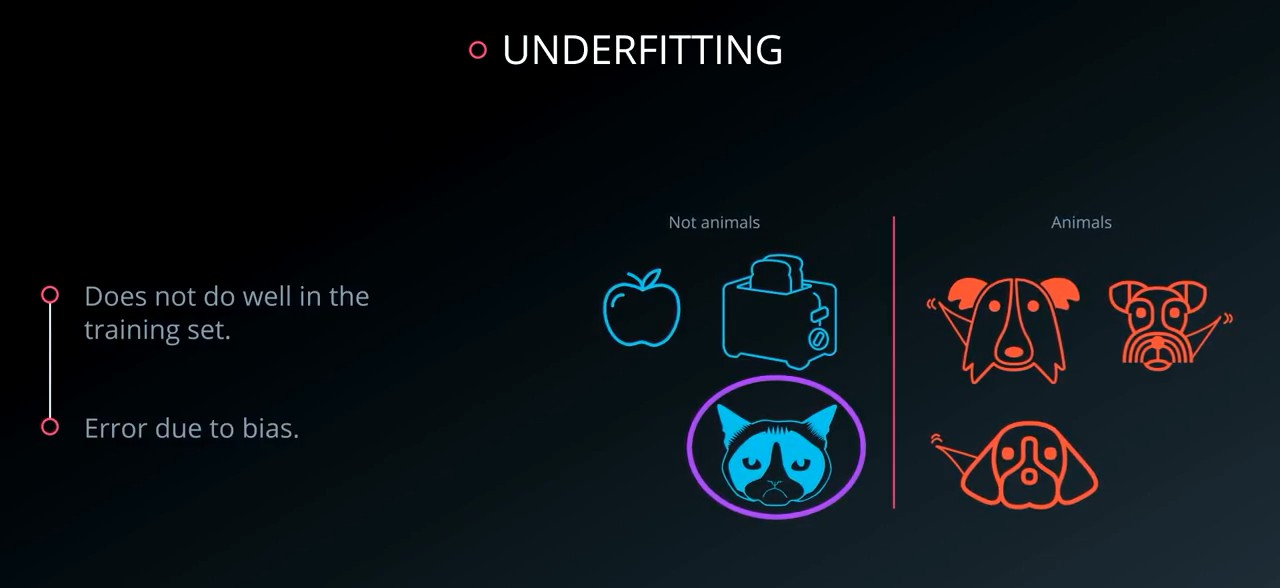 UNDERFITTING
Not animals
Animals
Does not do well in the
training set.
Error due to bias.